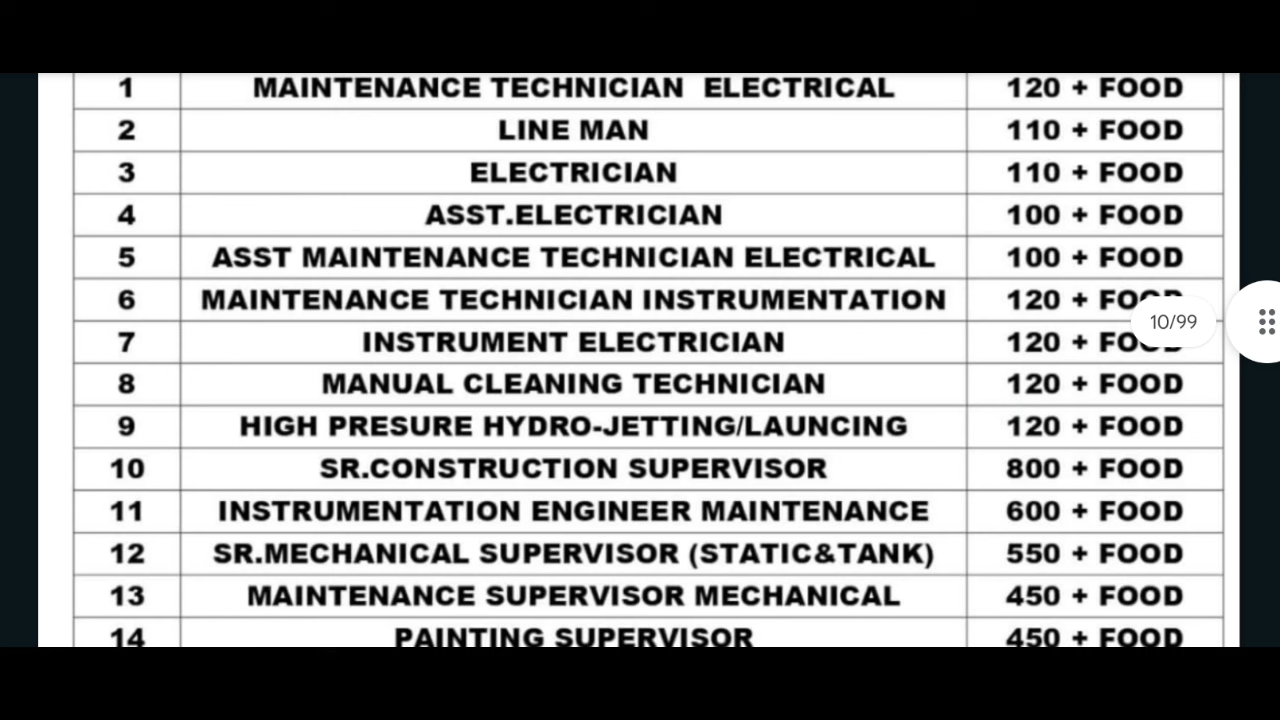 1 MAINTENANCE TECHNICIAN ELECTRICAL 120 + FOOD
2 LINE MAN 110 + FOOD
3 ELECTRICIAN 110 + FOOD
4 ASST.ELECTRICIAN 100 + FOOD
5 ASST MAINTENANCE TECHNICIAN ELECTRICAL 100 + FOOD
6 MAINTENANCE TECHNICIAN INSTRUMENTATION 120 + FOOD
10/99
7 INSTRUMENT ELECTRICIAN 120 + FOOD
8 MANUAL CLEANING TECHNICIAN 120 + FOOD
9 HIGH PRESURE HYDRO-JETTING/LAUNCING 120 + FOOD
10 SR.CONSTRUCTION SUPERVISOR 800 + FOOD
11 INSTRUMENTATION ENGINEER MAINTENANCE 600 + FOOD
12 SR.MECHANICAL SUPERVISOR (STATIC&TANK) 550 + FOOD
13 MAINTENANCE SUPERVISOR MECHANICAL 450 + FOOD
14 PAINTING SUPERVISOR 450 + FOOD